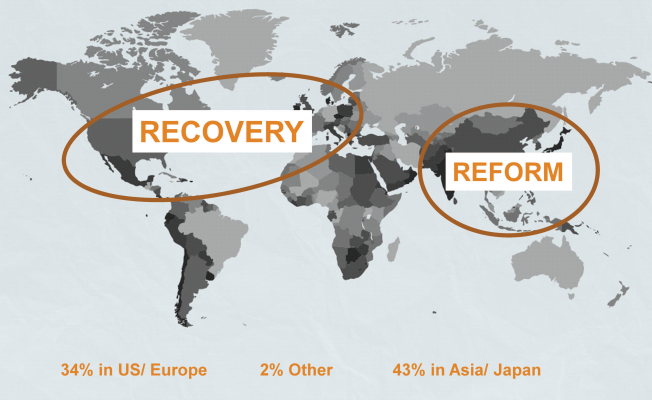 RECOVERY
REFORM
34% in US/ Europe
2% Other
43% in Asia/ Japan